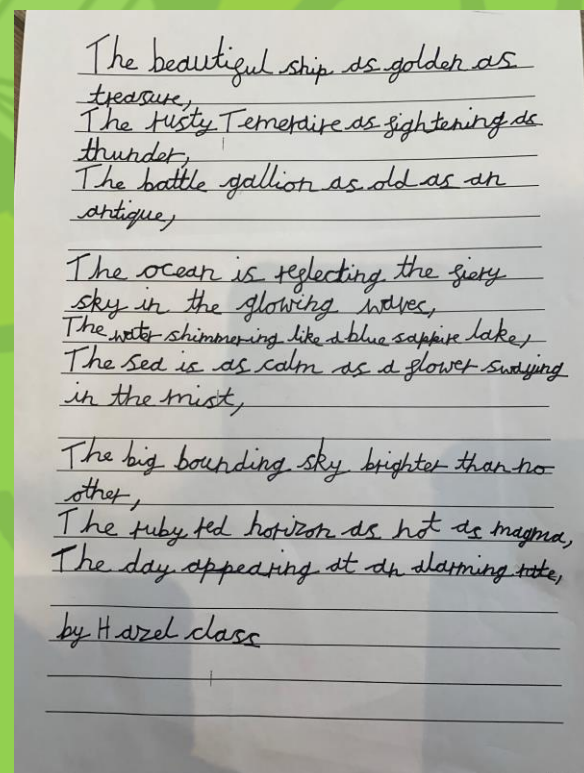 The beautiful ship as golden as
treasure,
The rusty Temeraire as fightening as
thunder,
The battle gallion as old as an
antique,
The ocean is reflecting the fiery
sky in the glowing waves,
The water shimmering like a blue sappire lake,
The sea is as calm as a flower swaying
in the mist,
The big bounding sky brighter than no
other,
The ruby red horizon as hot as magma,
The day appearing at an alarming rate,
by Hazel class